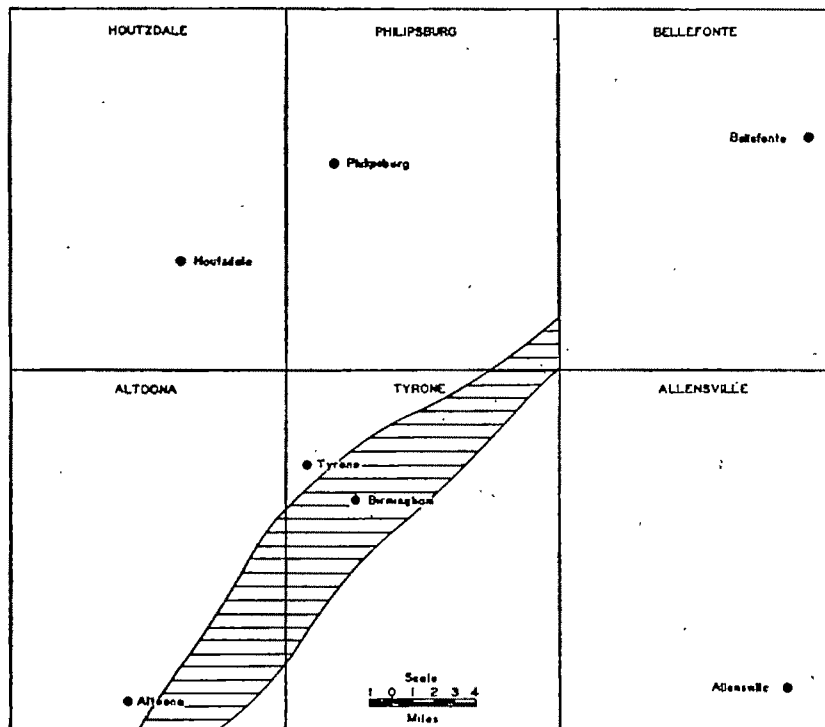 HOUTZDALE
PHILIPSBURG
BELLEFONTE
Bellefonte
Philipsburg
Houtzdale
ALTOONA
TYRONE
ALLENSVILLE
Tyrone
Birmingham
Scale
1 0 1 2 3 4
Miles
Altoona
Allensville